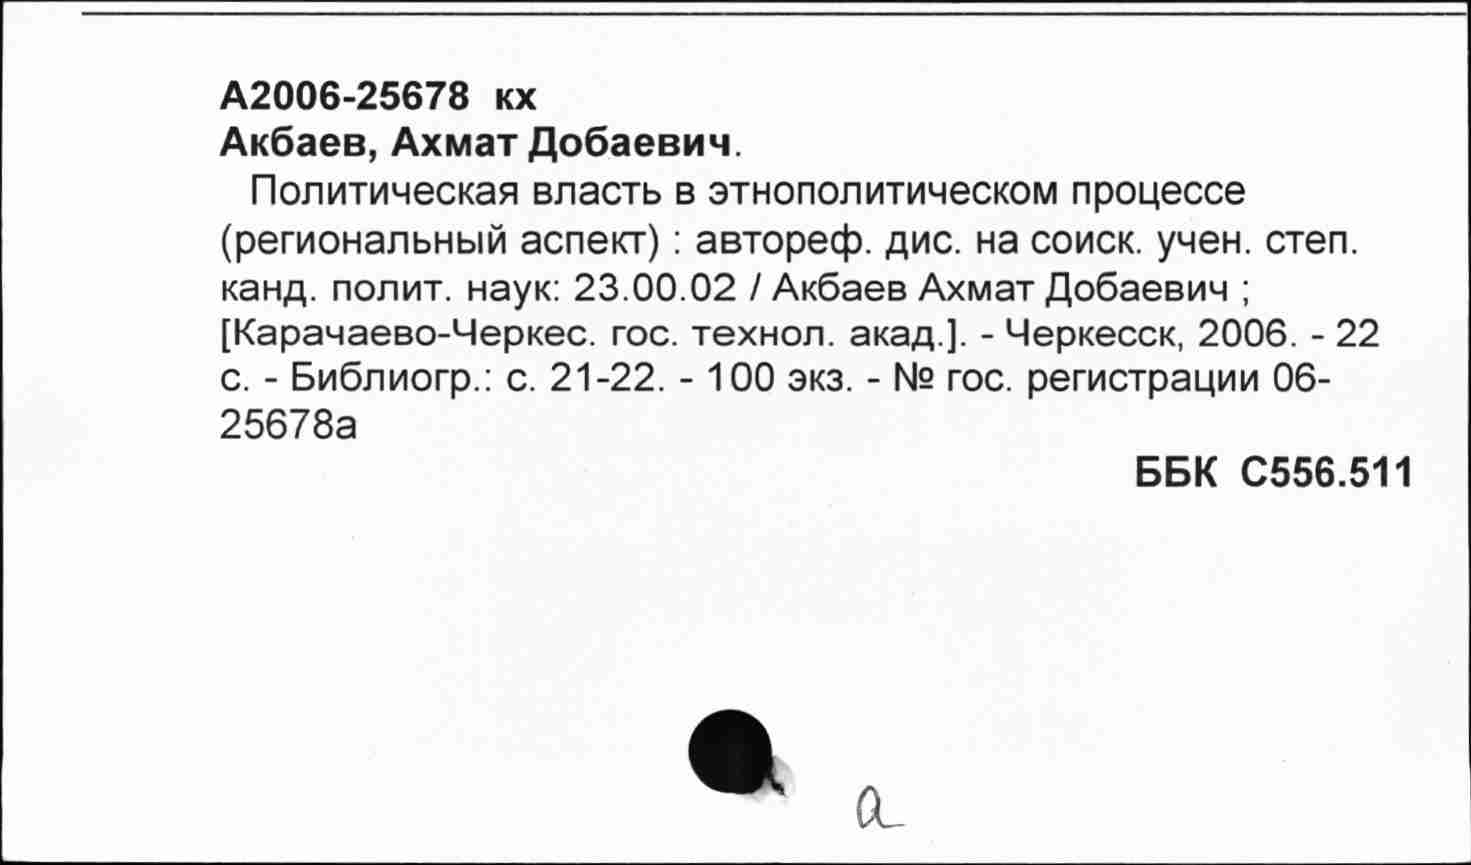 А2006-25678 кх
Акбаев, Ахмат Добаевич.
Политическая власть в этнополитическом процессе
(региональный аспект) : автореф. дис. на соиск. учен. степ.
канд. полит. наук: 23.00.02 / Акбаев Ахмат Добаевич ;
[Карачаево-Черкес. гос. технол. акад.]. - Черкесск, 2006. - 22
с. - Библиогр.: с. 21-22. - 100 экз. - № гос. регистрации 06-
25678а
ББК С556.511
а